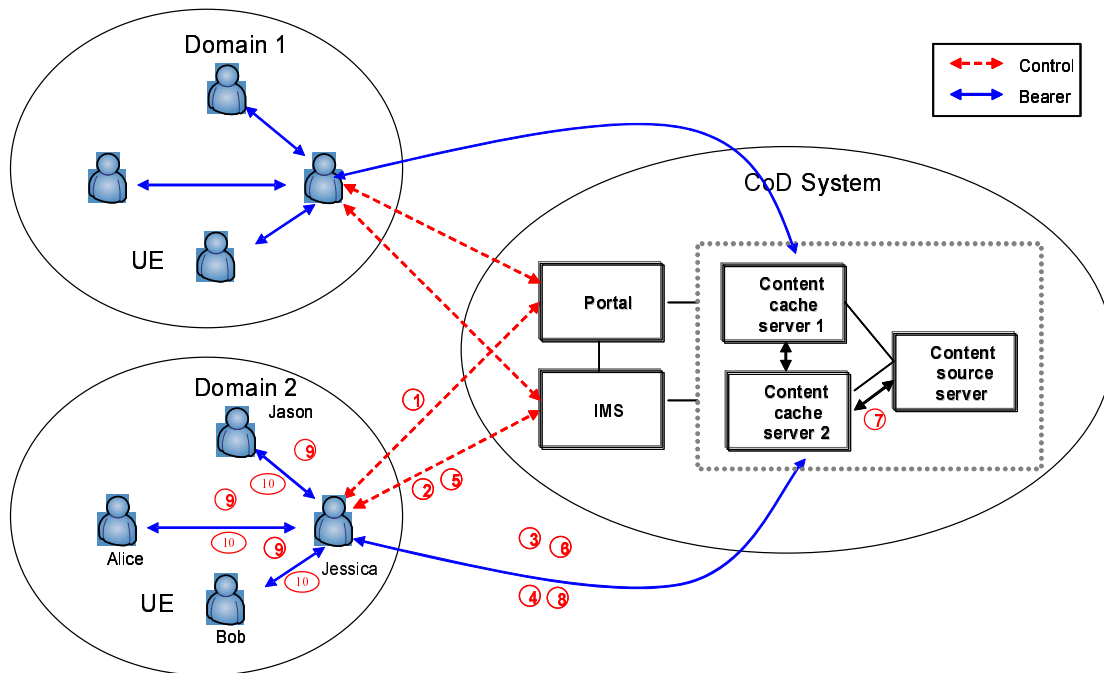 Domain 1
UE
Control
Bearer
CoD System
Portal
IMS
Content
cache
server 1
Content
cache
server 2
Content
source
server
7
Domain 2
Jason
Alice
UE
Bob
Jessica
9
10
9
10
9
10
1
2
5
3
6
4
8